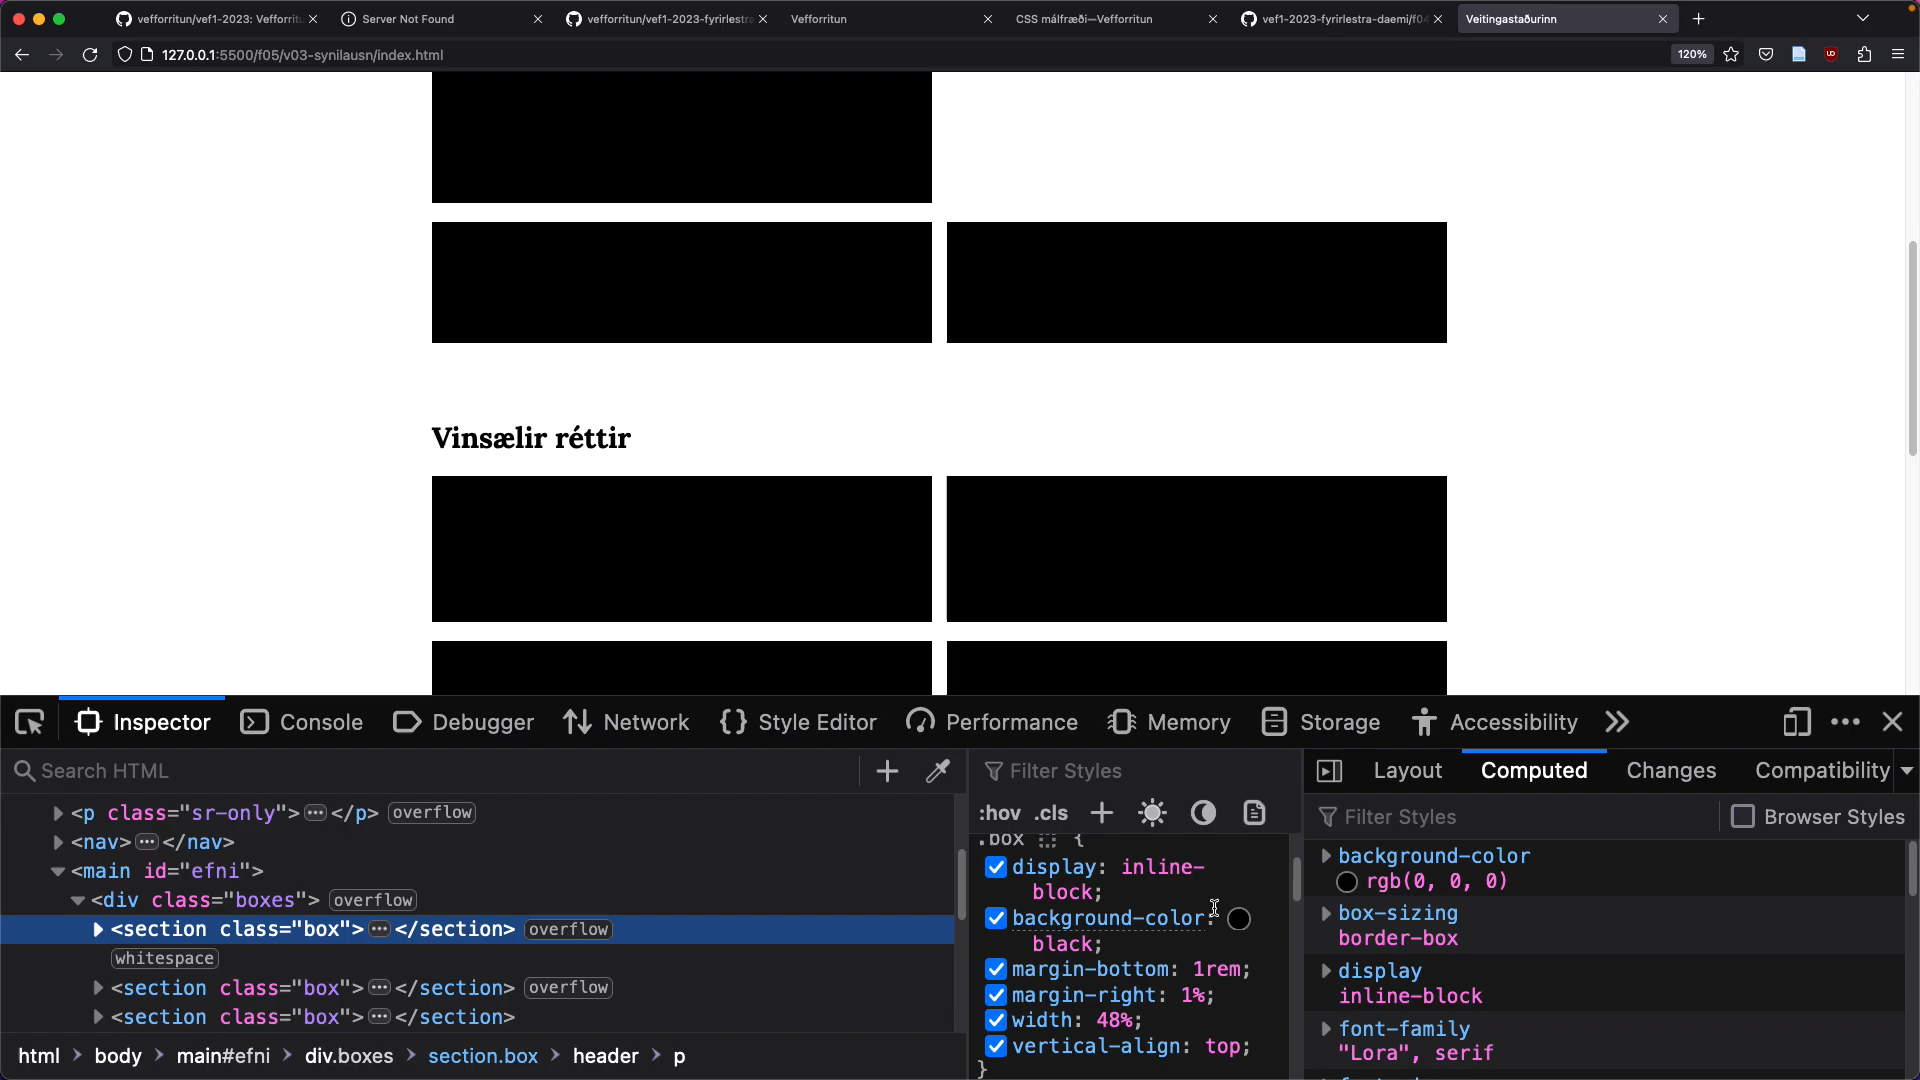 vefforritun/vef1-2023: Vefforritu
Server Not Found
vefforritun/vef1-2023-fyrirlestra
Vefforritun
CSS málfræði—Vefforritun
vef1-2023-fyrirlestra-daemi/f04
Veitingastaðurinn
127.0.0.1:5500/f05/v03-synilausn/index.html
120%
Vinsælir réttir
Inspector
Console
Debugger
Network
Style Editor
Performance
Memory
Storage
Accessibility
Search HTML
<p class="sr-only"> </p> overflow
<nav> </nav>
<main id="efni">
<div class="boxes"> overflow
<section class="box"> </section> overflow
whitespace
<section class="box"> </section> overflow
<section class="box"> </section>
html > body > main#efni > div.boxes > section.box > header > p
Filter Styles
:hov .cls
.box {
display: inline-
block;
background-color:
black;
margin-bottom: 1rem;
margin-right: 1%;
width: 48%;
vertical-align: top;
}
Layout
Computed
Changes
Compatibility
Filter Styles
Browser Styles
background-color
rgb(0, 0, 0)
box-sizing
border-box
display
inline-block
font-family
"Lora", serif